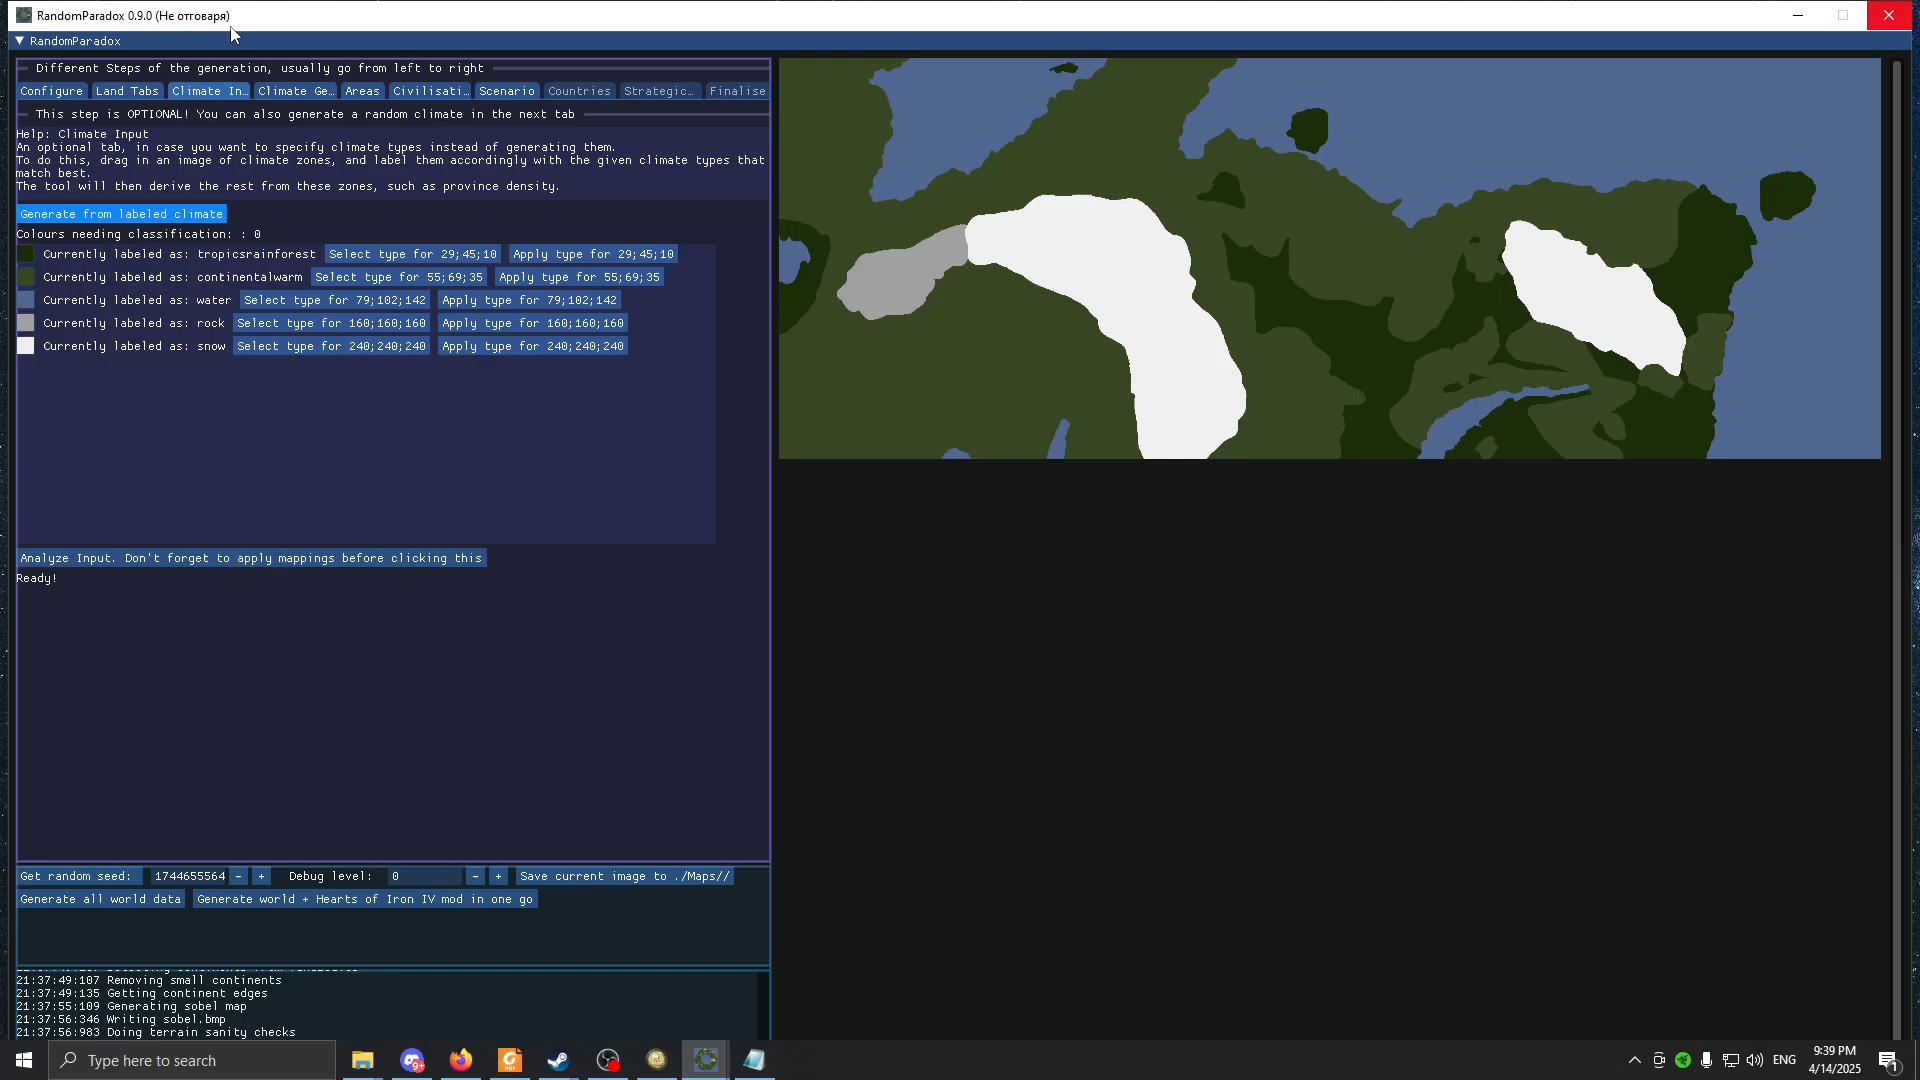 RandomParadox 0.9.0 (Не отговаря)
RandomParadox
Different Steps of the generation, usually go from left to right
Configure Land Tabs Climate In… Climate Ge… Areas Civilisati… Scenario Countries Strategic… Finalise
This step is OPTIONAL! You can also generate a random climate in the next tab
Help: Climate Input
An optional tab, in case you want to specify climate types instead of generating them.
To do this, drag in an image of climate zones, and label them accordingly with the given climate types that
match best.
The tool will then derive the rest from these zones, such as province density.
Generate from labeled climate
Colours needing classification: : 0
Currently labeled as: tropicsrainforest Select type for 29;45;10 Apply type for 29;45;10
Currently labeled as: continentalwarm Select type for 55;69;35 Apply type for 55;69;35
Currently labeled as: water Select type for 79;102;142 Apply type for 79;102;142
Currently labeled as: rock Select type for 160;160;160 Apply type for 160;160;160
Currently labeled as: snow Select type for 240;240;240 Apply type for 240;240;240
Analyze Input. Don't forget to apply mappings before clicking this
Ready!
Get random seed: 1744655564 - + Debug level: 0 - + Save current image to ./Maps//
Generate all world data Generate world + Hearts of Iron IV mod in one go
21:37:49:107 Removing small continents
21:37:49:135 Getting continent edges
21:37:55:109 Generating sobel map
21:37:56:346 Writing sobel.bmp
21:37:56:983 Doing terrain sanity checks
Type here to search
ENG
9:39 PM
4/14/2025